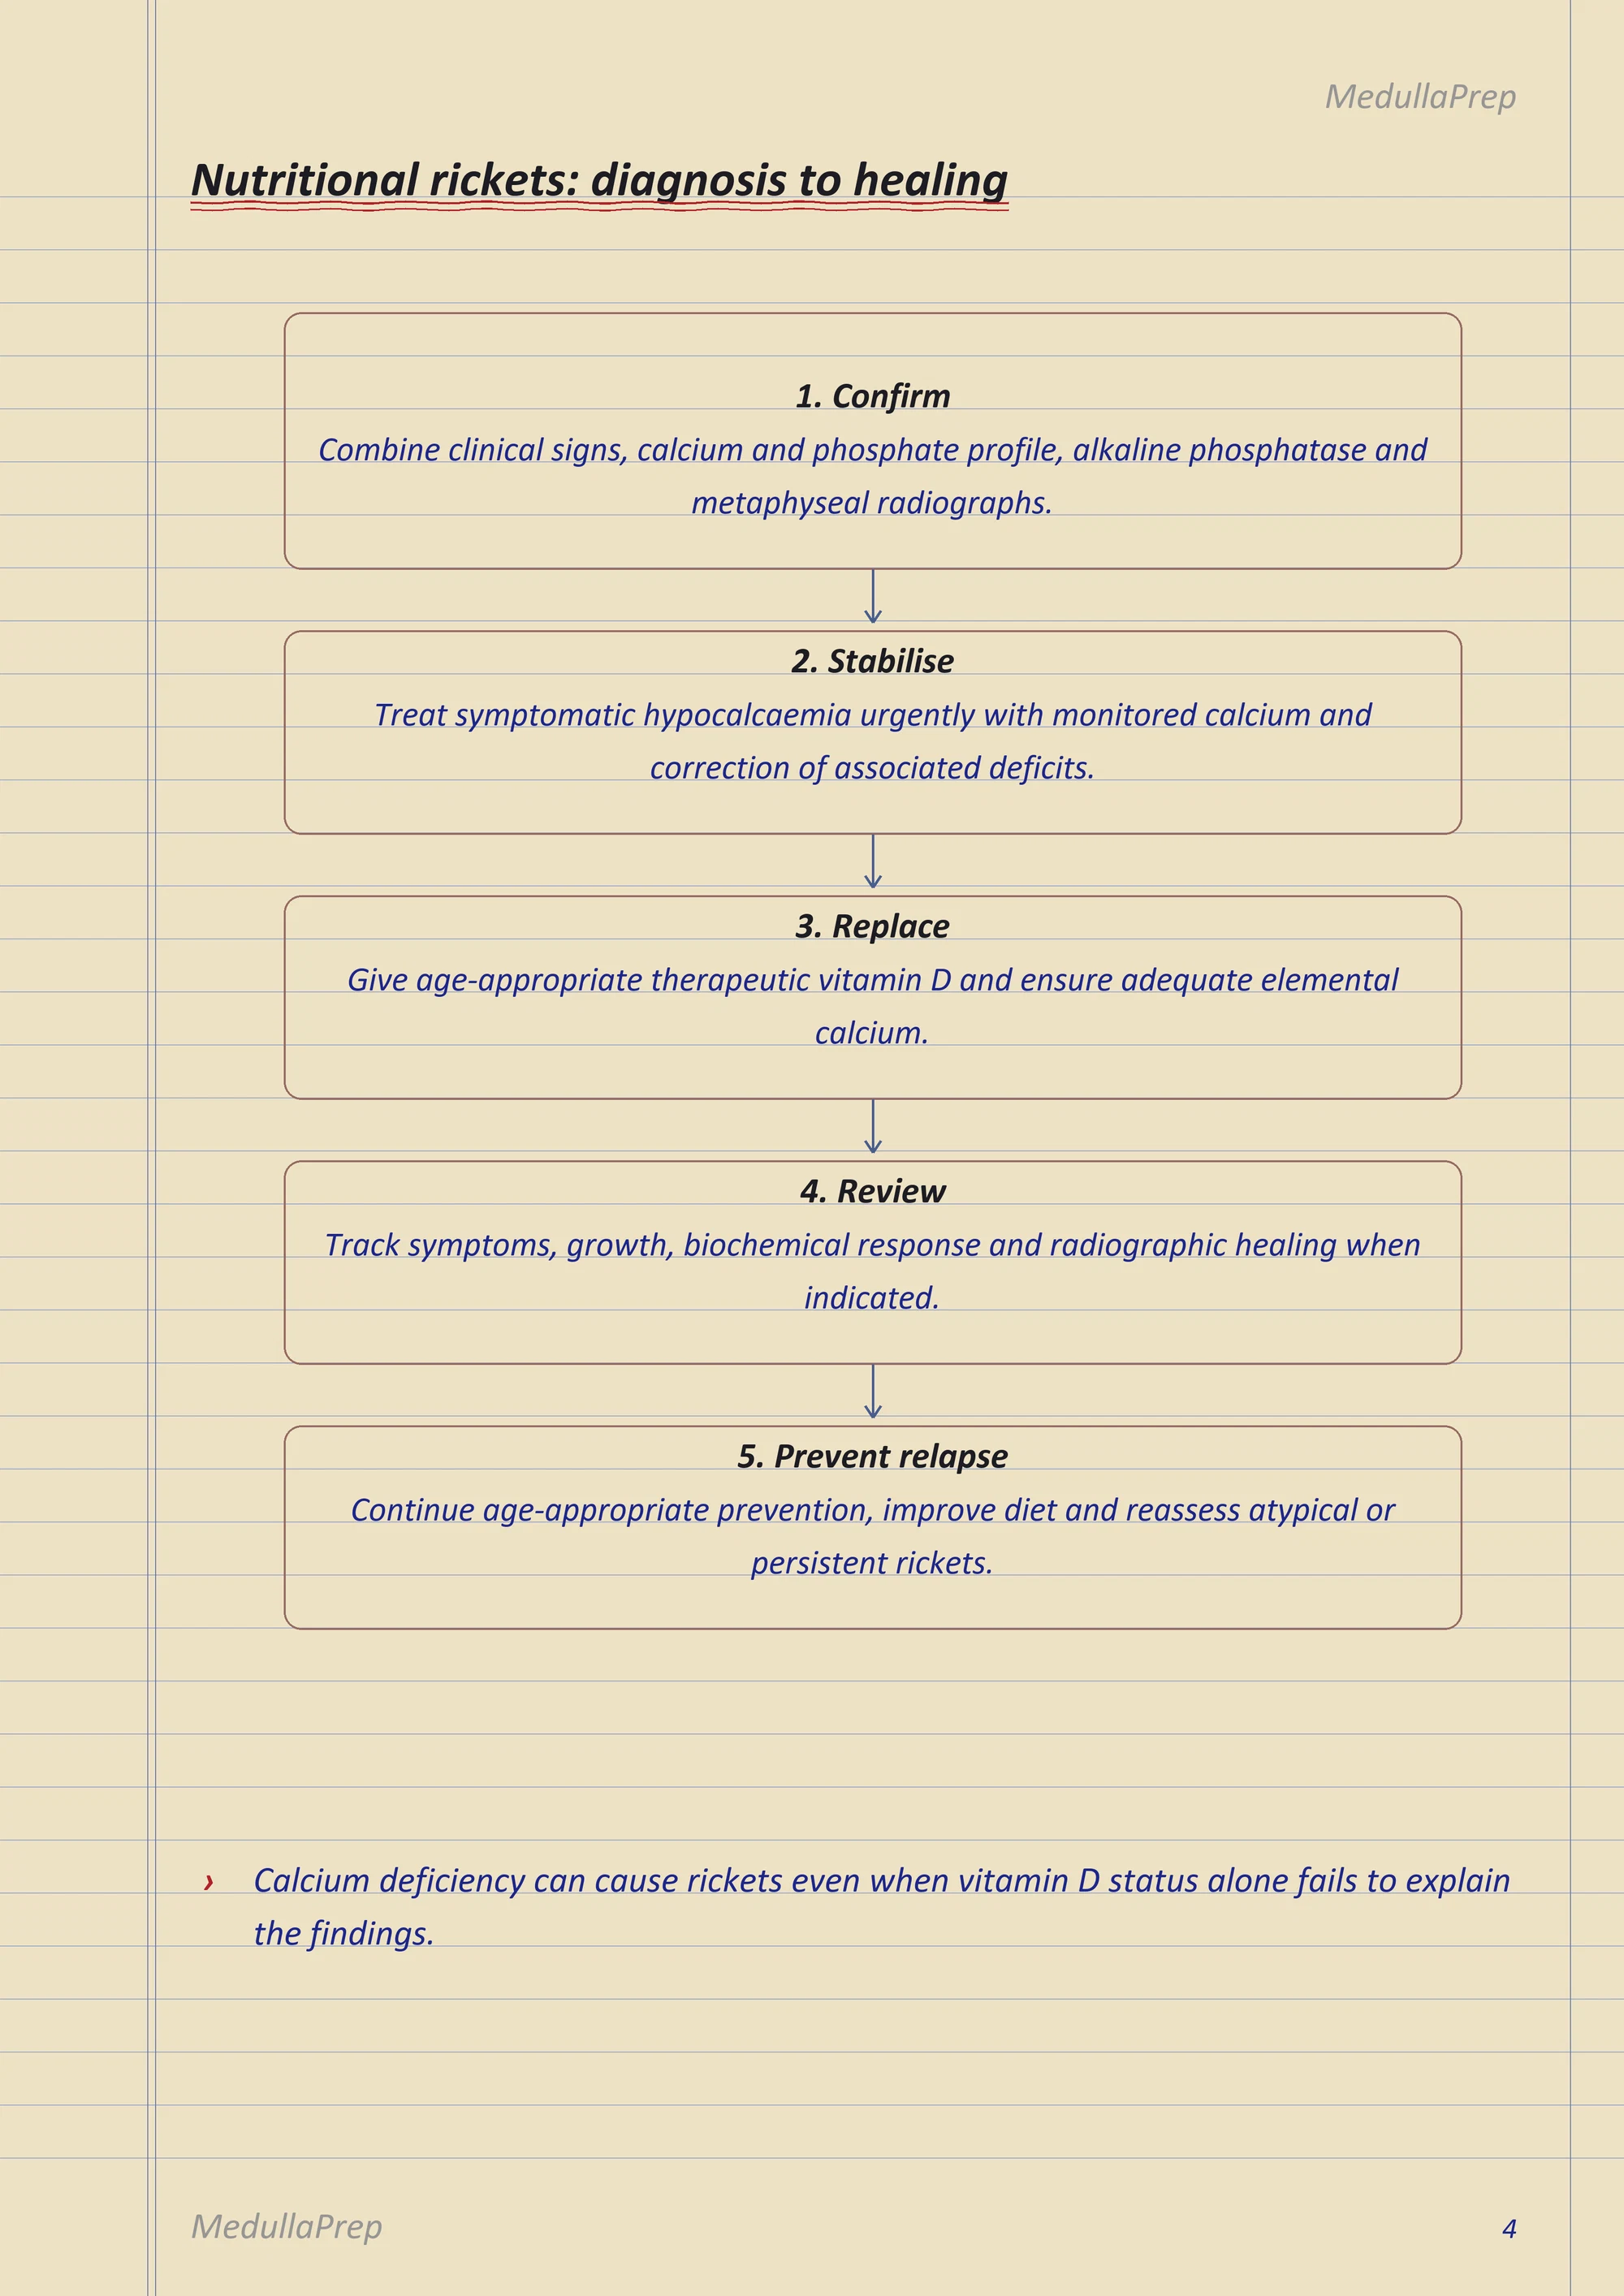 MedullaPrep
Nutritional rickets: diagnosis to healing
1. Confirm
Combine clinical signs, calcium and phosphate profile, alkaline phosphatase and
metaphyseal radiographs.
2. Stabilise
Treat symptomatic hypocalcaemia urgently with monitored calcium and
correction of associated deficits.
3. Replace
Give age-appropriate therapeutic vitamin D and ensure adequate elemental
calcium.
4. Review
Track symptoms, growth, biochemical response and radiographic healing when
indicated.
5. Prevent relapse
Continue age-appropriate prevention, improve diet and reassess atypical or
persistent rickets.
› Calcium deficiency can cause rickets even when vitamin D status alone fails to explain
the findings.
MedullaPrep
4